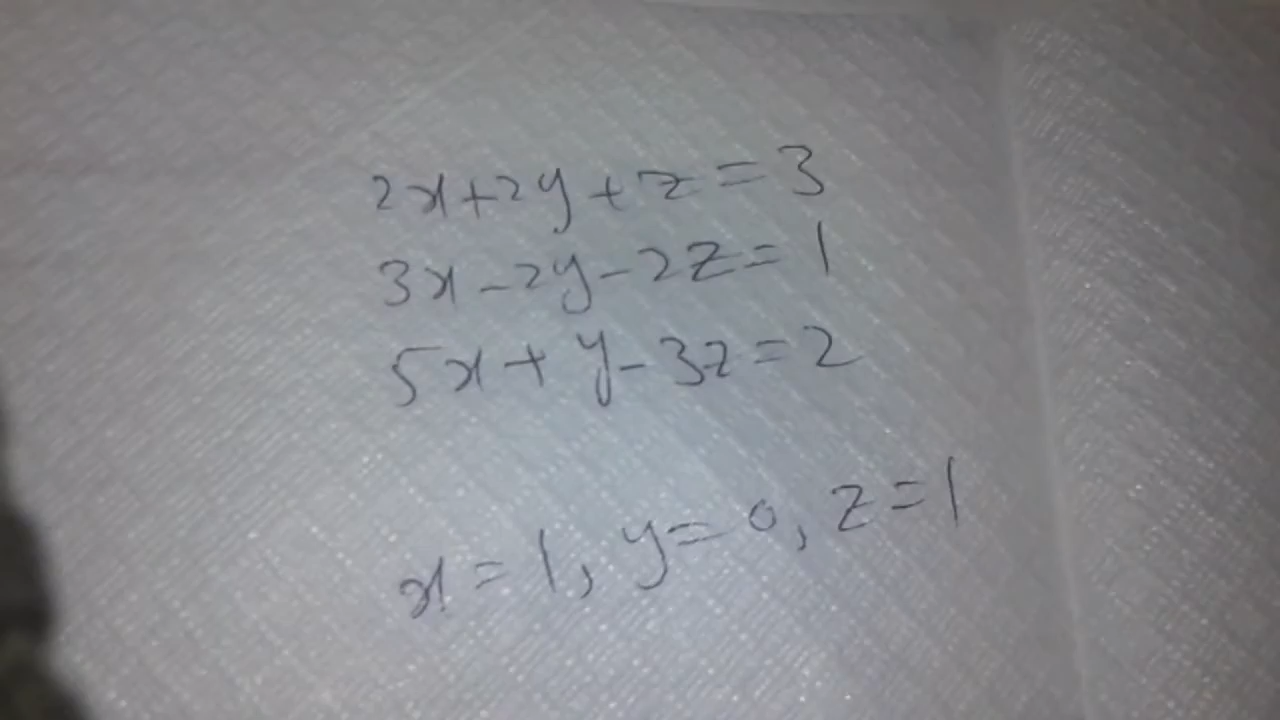 2x+2y+z=3
3x-2y-2z=1
5x+y-3z=2
x=1, y=0, z=1